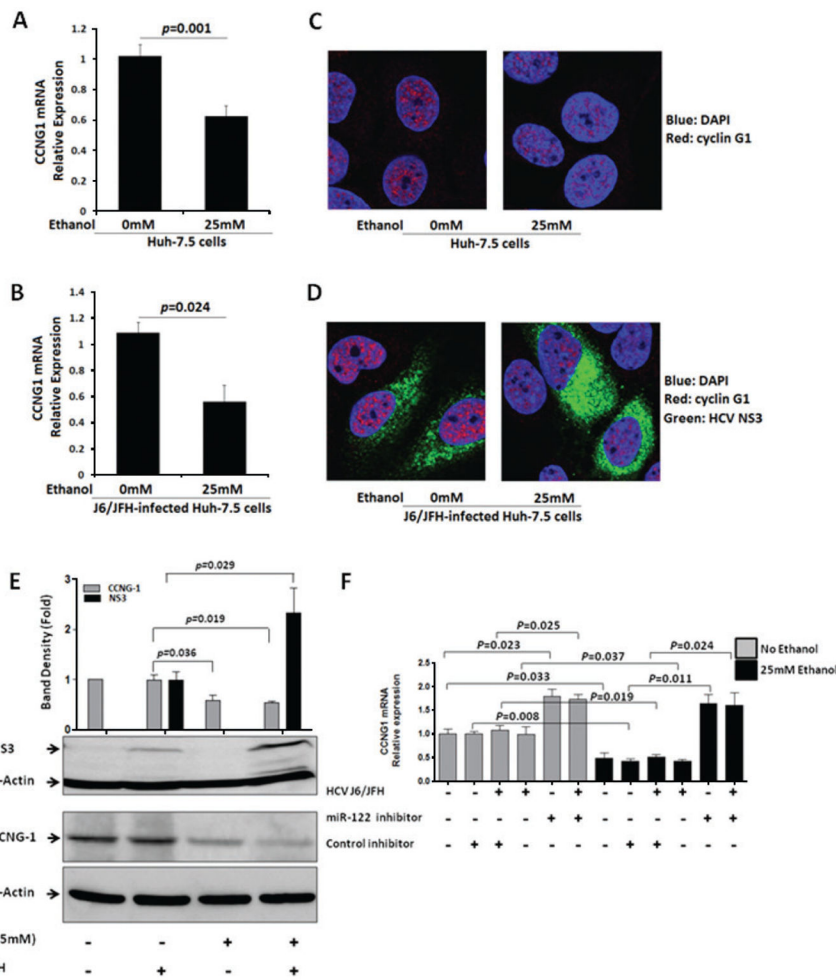 A
p=0.001
CCNG1 mRNA
Relative Expression
1.2
1
0.8
0.6
0.4
0.2
0
Ethanol 0mM 25mM
Huh-7.5 cells
C
Blue: DAPI
Red: cyclin G1
Ethanol 0mM 25mM
Huh-7.5 cells
B
p=0.024
CCNG1 mRNA
Relative Expression
1.4
1.2
1
0.8
0.6
0.4
0.2
0
Ethanol 0mM 25mM
J6/JFH-infected Huh-7.5 cells
D
Blue: DAPI
Red: cyclin G1
Green: HCV NS3
Ethanol 0mM 25mM
J6/JFH-infected Huh-7.5 cells
E
Band Density (Fold)
3
2
1
0
CCNG-1
NS3
p=0.029
p=0.019
p=0.036
S3
-Actin
CNG-1
-Actin
5mM) - - + +
H - + - +
F
No Ethanol
25mM Ethanol
P=0.025
P=0.023
P=0.024
P=0.037
P=0.033
P=0.011
P=0.019
P=0.008
CCNG1 mRNA
Relative expression
2.5
2.0
1.5
1.0
0.5
0.0
HCV J6/JFH - - + + - + - - + + - +
miR-122 inhibitor - - - - + + - - - - + +
Control inhibitor - + + - - - - + + - - -